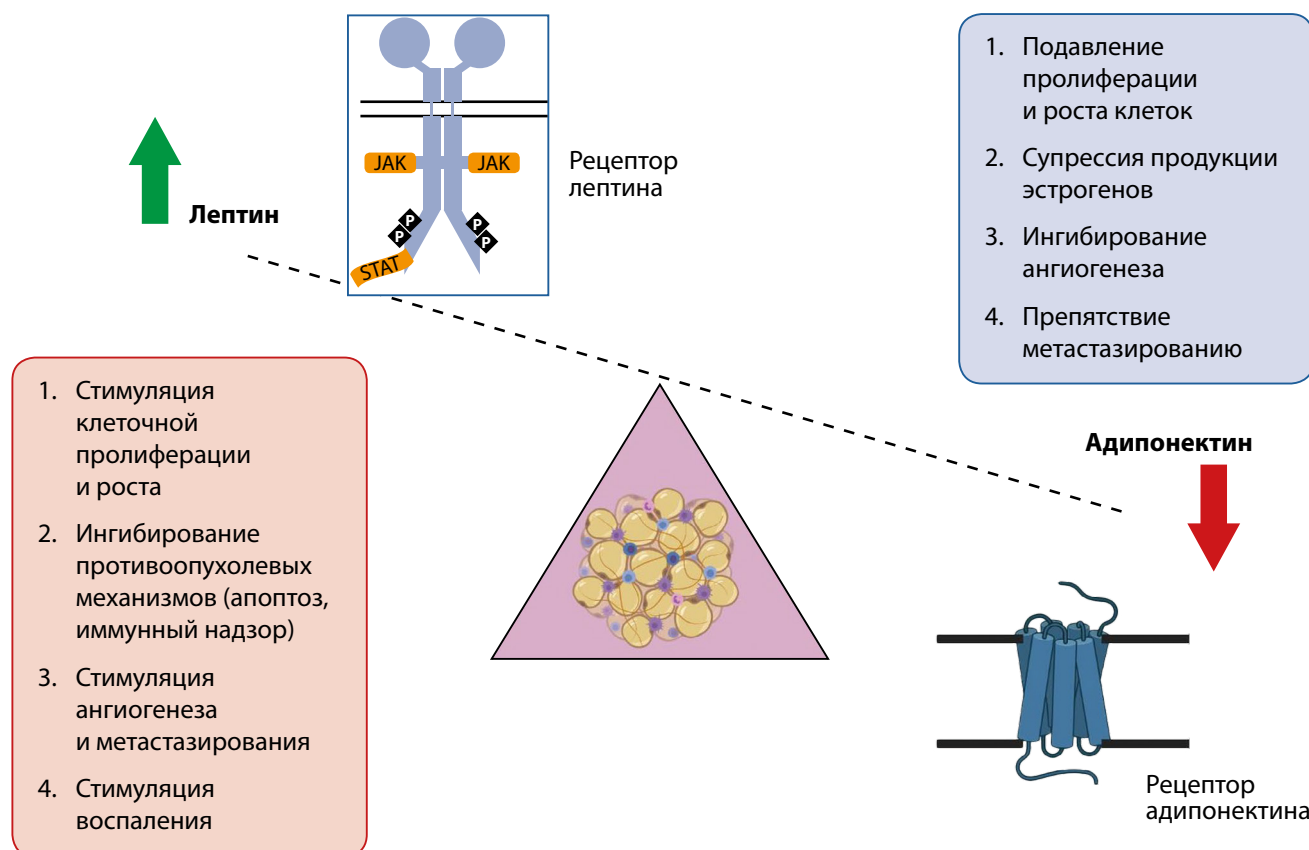 JAK
JAK
P
P
P
P
STAT
Рецептор
лептина
Лептин
1. Подавление
пролиферации
и роста клеток
2. Супрессия продукции
эстрогенов
3. Ингибирование
ангиогенеза
4. Препятствие
метастазированию
1. Стимуляция
клеточной
пролиферации
и роста
2. Ингибирование
противоопухолевых
механизмов (апоптоз,
иммунный надзор)
3. Стимуляция
ангиогенеза
и метастазирования
4. Стимуляция
воспаления
Адипонектин
Рецептор
адипонектина